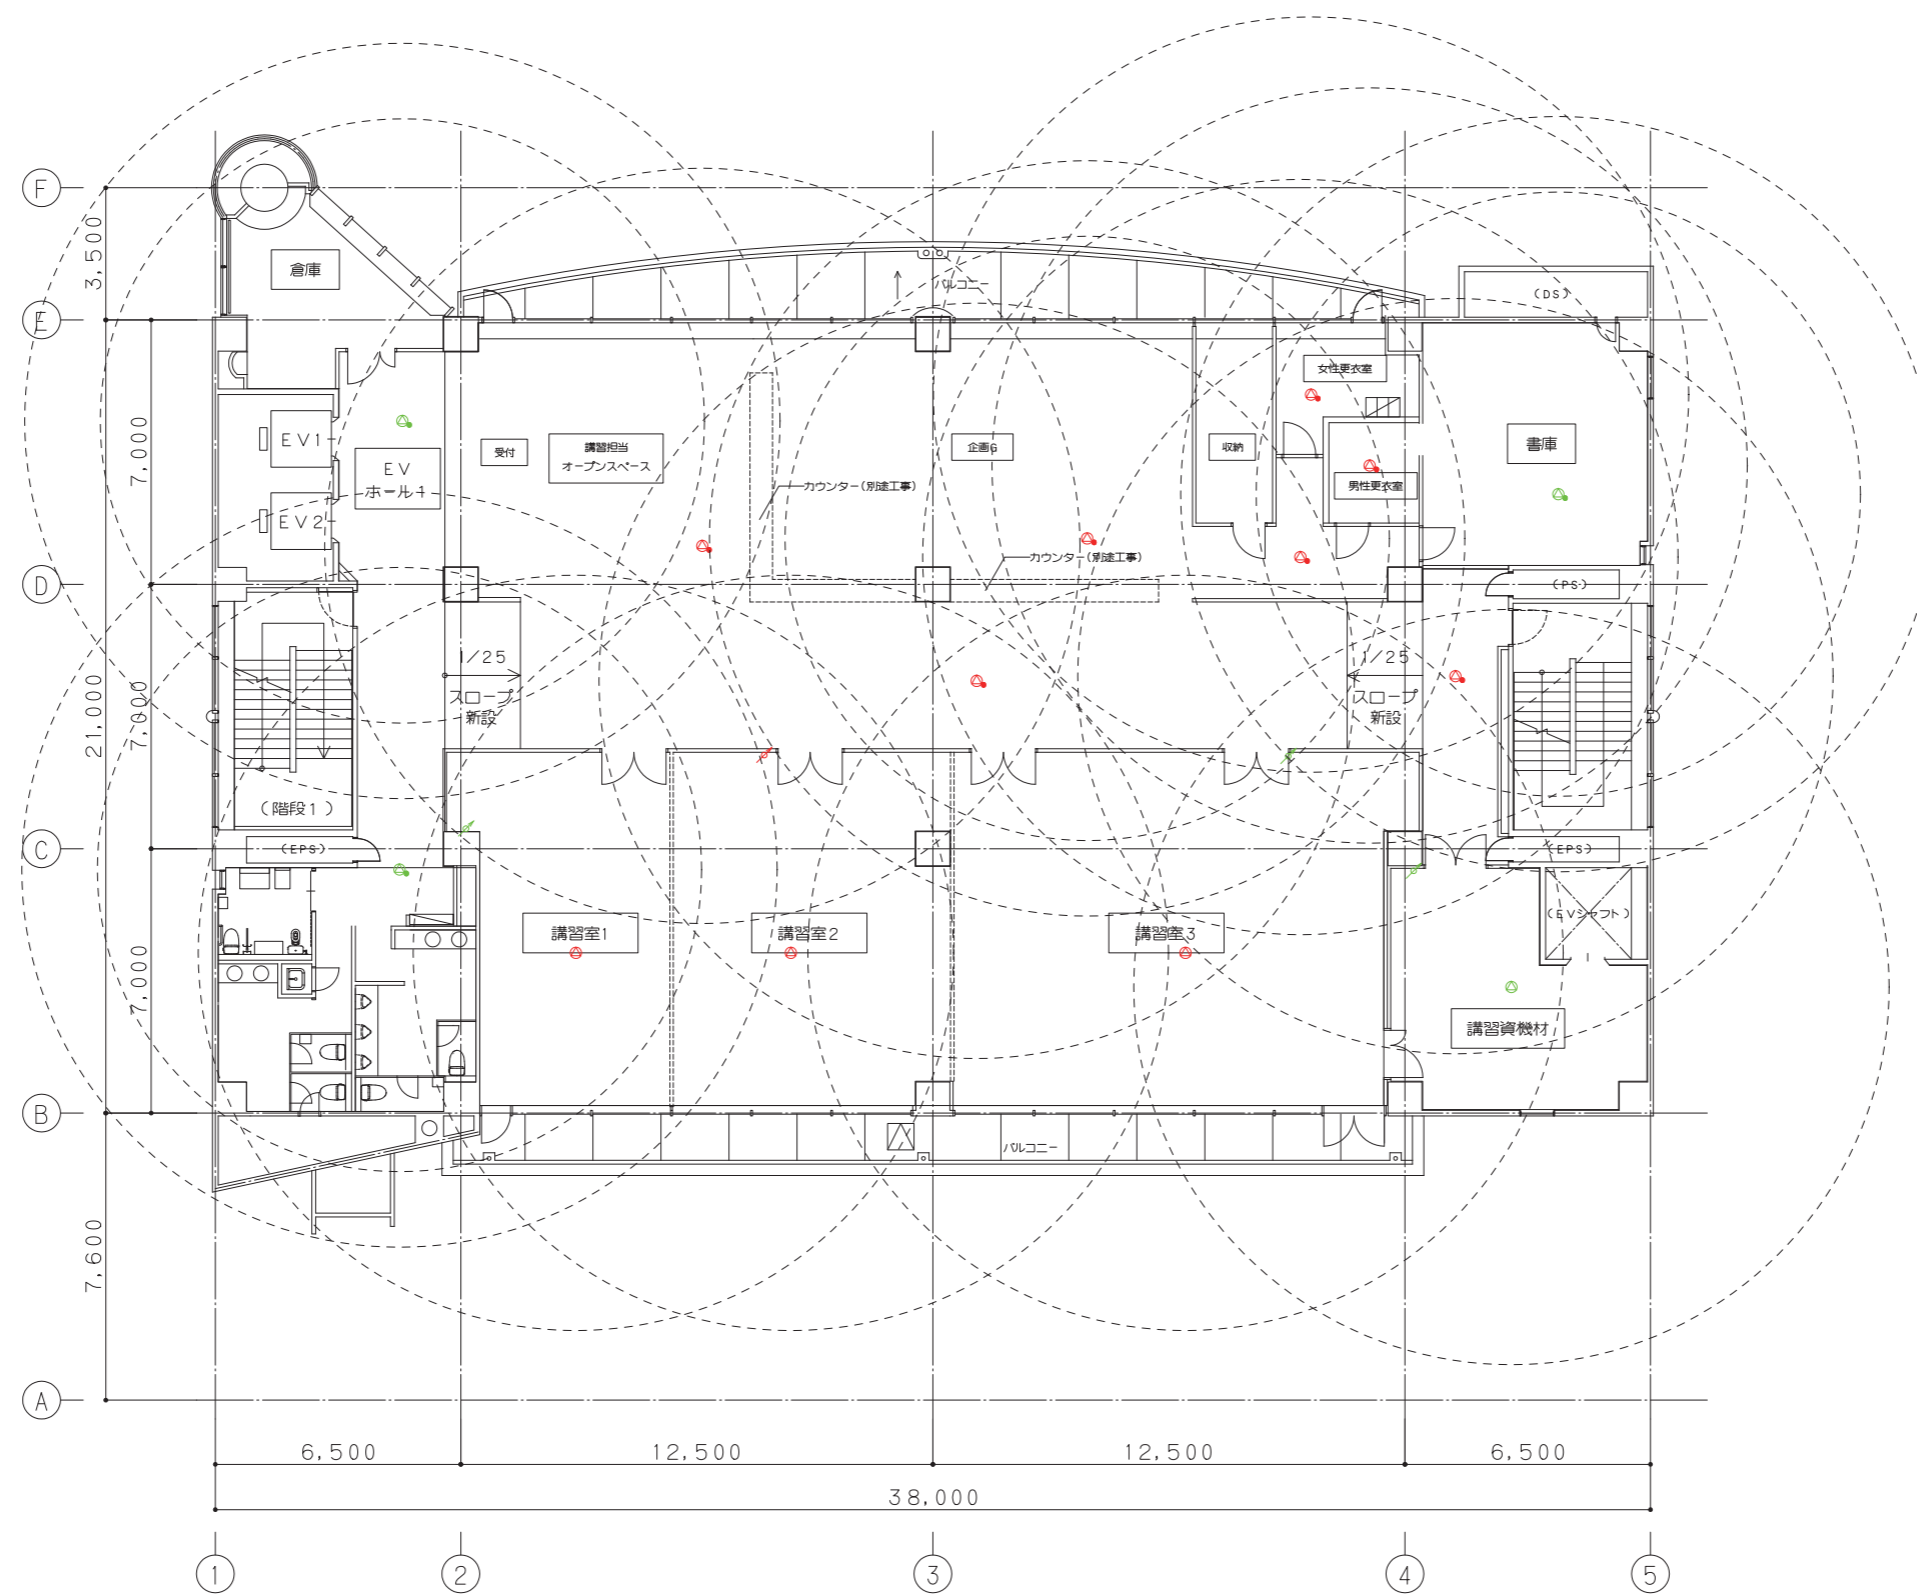 F
3,500
倉庫
バルコニー
(DS)
E
女性更衣室
7,000
EV1
EV
ホール1
受付
講習担当
オープンスペース
企画G
収納
書庫
カウンター(別途工事)
男性更衣室
EV2
カウンター(別途工事)
D
(PS)
1/25
スロープ
新設
1/25
スロープ
新設
21,000
7,000
(階段1)
C
(EPS)
(EPS)
講習室1
講習室2
講習室3
(EVシャフト)
7,000
講習資機材
B
バルコニー
7,600
A
6,500
12,500
12,500
6,500
38,000
1
2
3
4
5